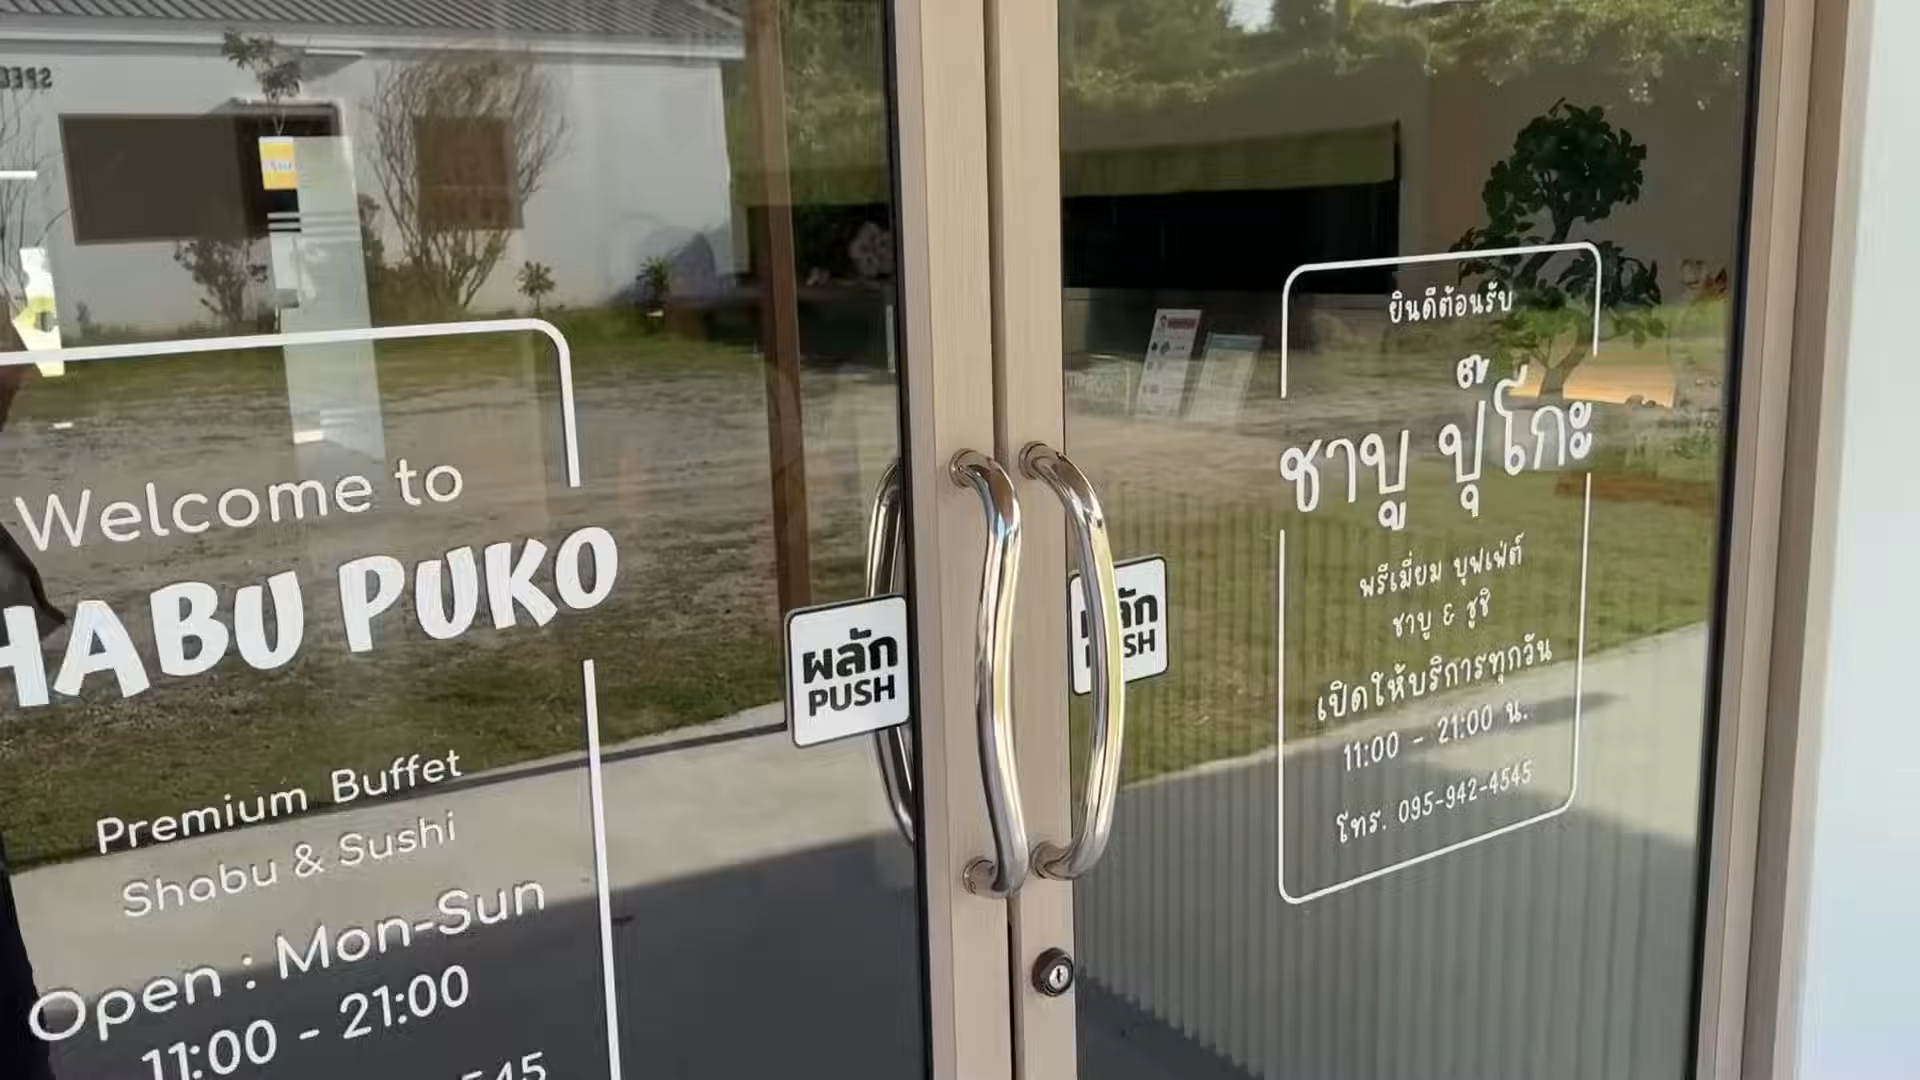 Welcome to
HABU PUKO
Premium Buffet
Shabu & Sushi
Open : Mon-Sun
11:00 - 21:00
545
ผลัก
PUSH
ผลัก
PUSH
ยินดีต้อนรับ
ชาบู ปุ๊โกะ
พรีเมี่ยม บุฟเฟ่ต์
ชาบู & ซูชิ
เปิดให้บริการทุกวัน
11:00 - 21:00 น.
โทร. 095-942-4545